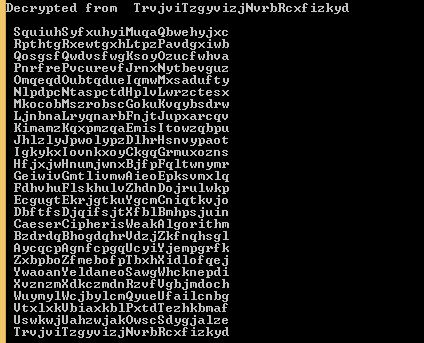 Decrypted from  TrvjviTzgyvizjNvrbRcxfizkyd
SquiuhSyfxuhyiMuqaQbwehyjxc
RpthtgRxewtgxhLtpzPavdgxiwb
QosgsfQwdvsfwgKsoyOzucfwhva
PnrfrePvcurevfJrnxNytbevguz
OmqeqdOubtqdueIqmwMxsadufty
NlpdpcNtaspctdHplvLwrzctesx
MkocobMszrobscGokuKvqybsdrw
LjnbnaLryqnarbFnjtJupxarcqv
KimamzKqxpmzqaEmisItowzqbpu
JhlzlyJpwolypzDlhrHsnvypaot
IgkykxIovnkxoyCkgqGrmuxozns
HfjxjwHnumjwnxBjfpFqltwnymr
GeiwivGmtlivmwAieoEpksvmxlq
FdhvhuFlskhulvZhdnDojrulwkp
EcgugtEkrjgtkuYgcmCniqtkvjo
DbftfsDjqifsjtXfblBmhpsjuin
CaeserCipherisWeakAlgorithm
BzdrdqBhogdqhrVdzjZkfnqhsgl
AycqcpAgnfcpgqUcyiYjempgrfk
ZxbpboZfmebofpTbxhXidlofqej
YwaoanYeldaneoSawgWhcknepdi
XvznzmXdkczmdnRzvfVgbjmdoch
WuymylWcjbylcmQyueUfailcnbg
VtxlxkVbiaxkblPxtdTezhkbmaf
UswkwjUahzwjakOwscSdygjalze
TrvjviTzgyvizjNvrbRcxfizkyd